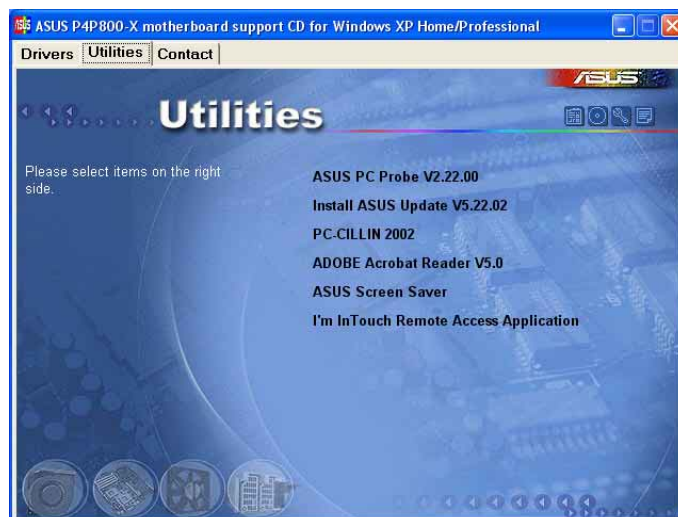 ASUS P4P800-X motherboard support CD for Windows XP Home/Professional
Drivers Utilities Contact
ASUS
Utilities
Please select items on the right
side.
ASUS PC Probe V2.22.00
Install ASUS Update V5.22.02
PC-CILLIN 2002
ADOBE Acrobat Reader V5.0
ASUS Screen Saver
I'm InTouch Remote Access Application